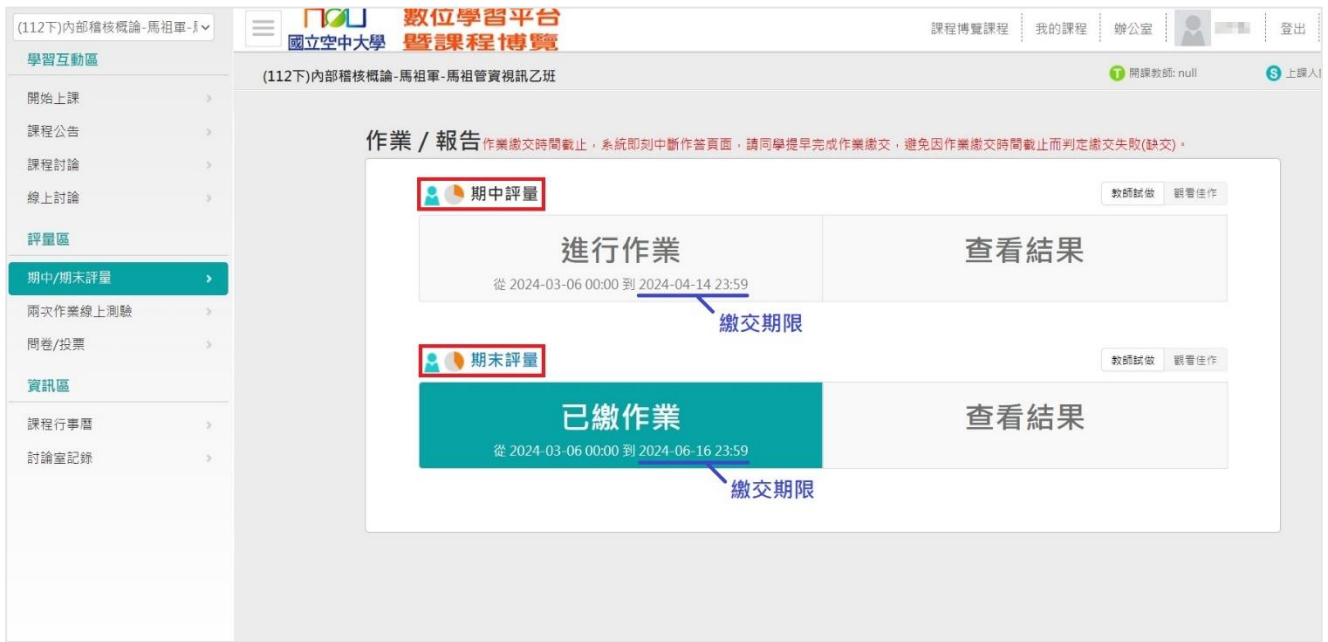 (112下)內部稽核概論-馬祖軍-
學習互動區
開始上課
課程公告
課程討論
線上討論
評量區
期中/期末評量
兩次作業線上測驗
問卷/投票
資訊區
課程行事曆
討論室記錄
NOU
國立空中大學
數位學習平台
暨課程博覽
課程博覽課程 我的課程 辦公室 登出
(112下)內部稽核概論-馬祖軍-馬祖管資視訊乙班
T 開課教師: null
S 上課人
作業 / 報告 作業繳交時間截止,系統即刻中斷作答頁面,請同學提早完成作業繳交,避免因作業繳交時間截止而判定繳交失敗(缺交)。
期中評量
教師試做 觀看佳作
進行作業
從 2024-03-06 00:00 到 2024-04-14 23:59
查看結果
繳交期限
期末評量
教師試做 觀看佳作
已繳作業
從 2024-03-06 00:00 到 2024-06-16 23:59
查看結果
繳交期限